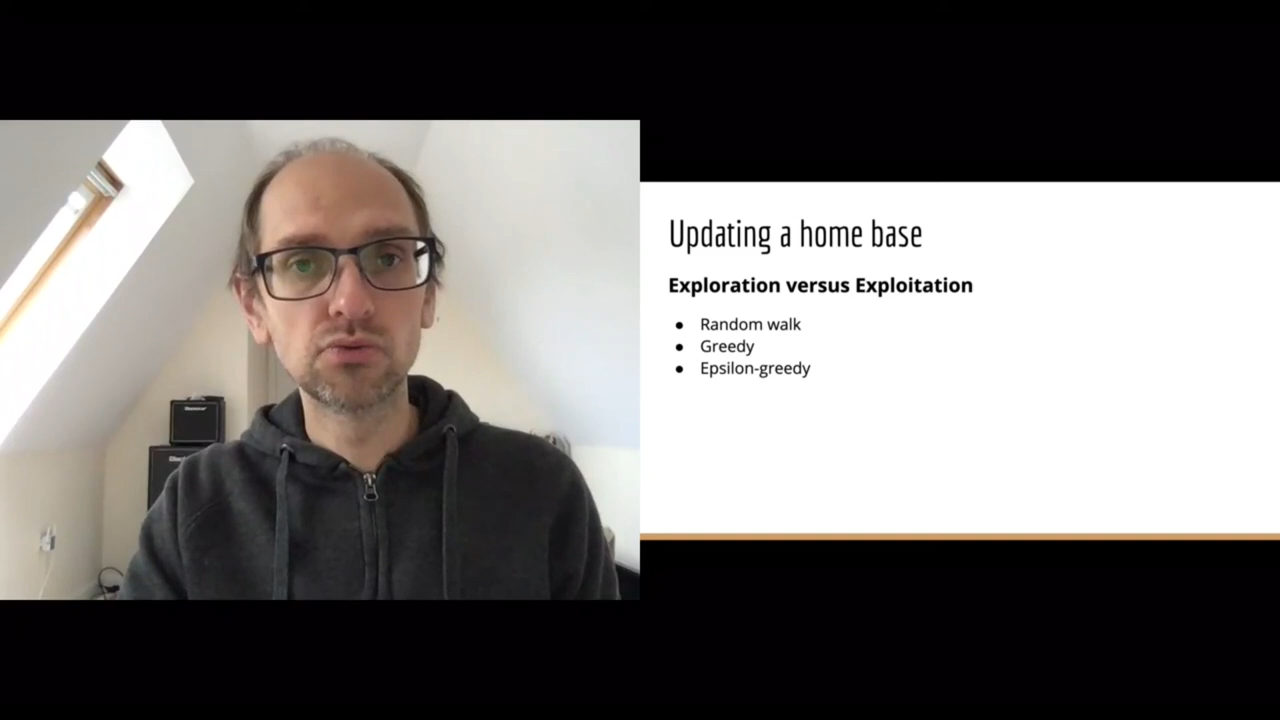 Updating a home base
Exploration versus Exploitation
● Random walk
● Greedy
● Epsilon-greedy